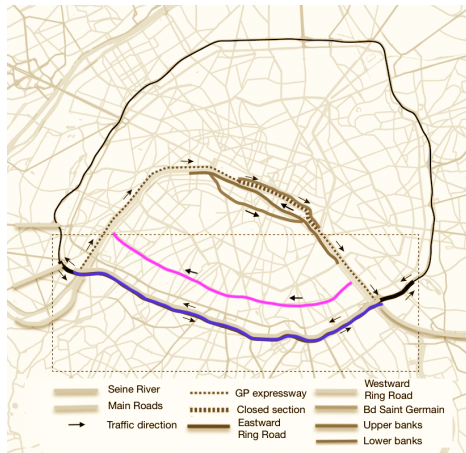 Seine River
Main Roads
Traffic direction
GP expressway
Closed section
Eastward
Ring Road
Westward
Ring Road
Bd Saint Germain
Upper banks
Lower banks